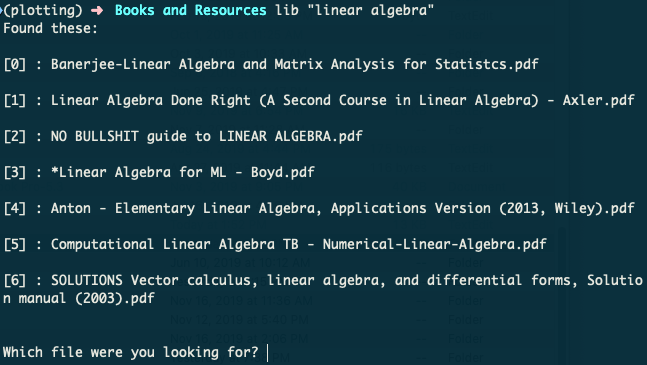 (plotting) ➜ Books and Resources lib "linear algebra"
Found these:
[0] : Banerjee-Linear Algebra and Matrix Analysis for Statistcs.pdf
[1] : Linear Algebra Done Right (A Second Course in Linear Algebra) - Axler.pdf
[2] : NO BULLSHIT guide to LINEAR ALGEBRA.pdf
[3] : *Linear Algebra for ML - Boyd.pdf
[4] : Anton - Elementary Linear Algebra, Applications Version (2013, Wiley).pdf
[5] : Computational Linear Algebra TB - Numerical-Linear-Algebra.pdf
[6] : SOLUTIONS Vector calculus, linear algebra, and differential forms, Solutio
n manual (2003).pdf
Which file were you looking for?